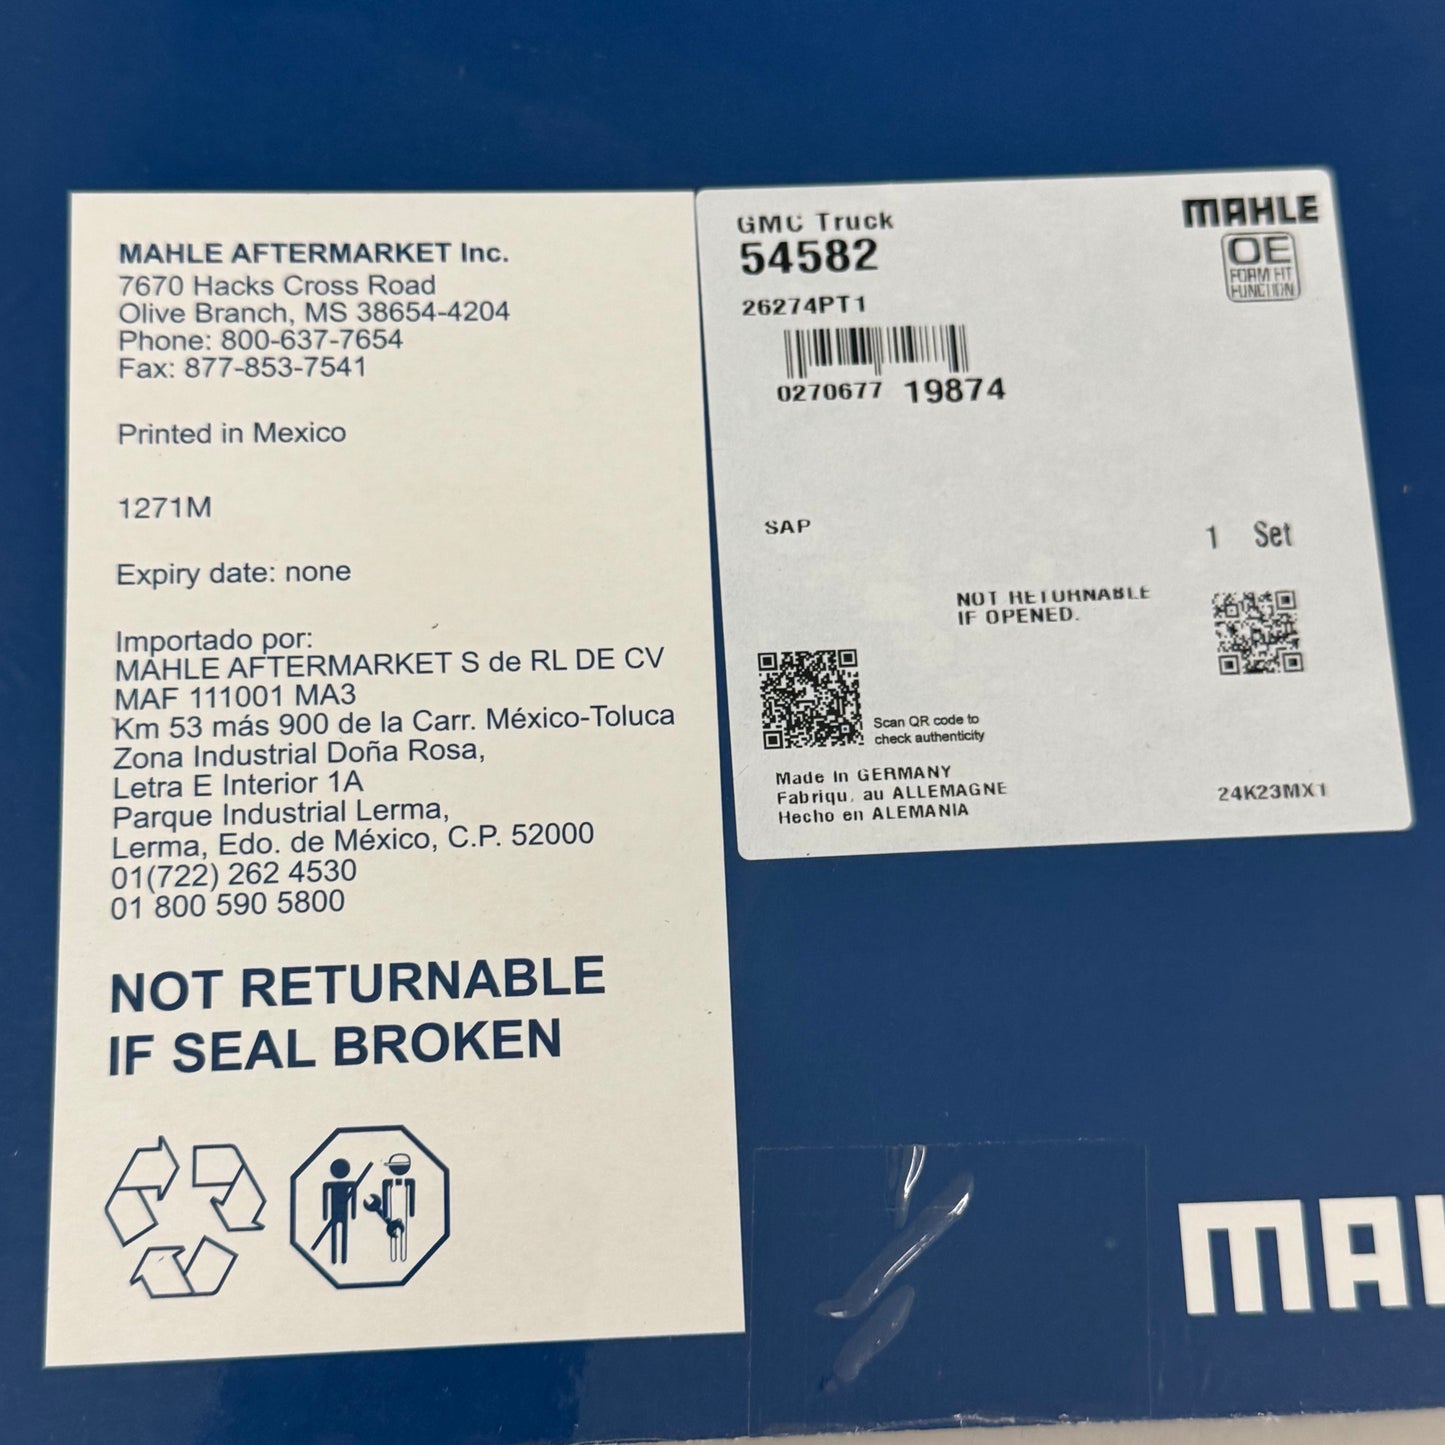 MAHLE AFTERMARKET Inc.
7670 Hacks Cross Road
Olive Branch, MS 38654-4204
Phone: 800-637-7654
Fax: 877-853-7541
Printed in Mexico
1271M
Expiry date: none
Importado por:
MAHLE AFTERMARKET S de RL DE CV
MAF 111001 MA3
Km 53 más 900 de la Carr. México-Toluca
Zona Industrial Doña Rosa,
Letra E Interior 1A
Parque Industrial Lerma,
Lerma, Edo. de México, C.P. 52000
01(722) 262 4530
01 800 590 5800
NOT RETURNABLE
IF SEAL BROKEN
GMC Truck
54582
26274PT1
0270677 19874
MAHLE
OE
FORM FIT
FUNCTION
SAP
1 Set
NOT RETURNABLE
IF OPENED.
Scan QR code to
check authenticity
Made In GERMANY
Fabriqu. au ALLEMAGNE
Hecho en ALEMANIA
24K23MX1
MAH